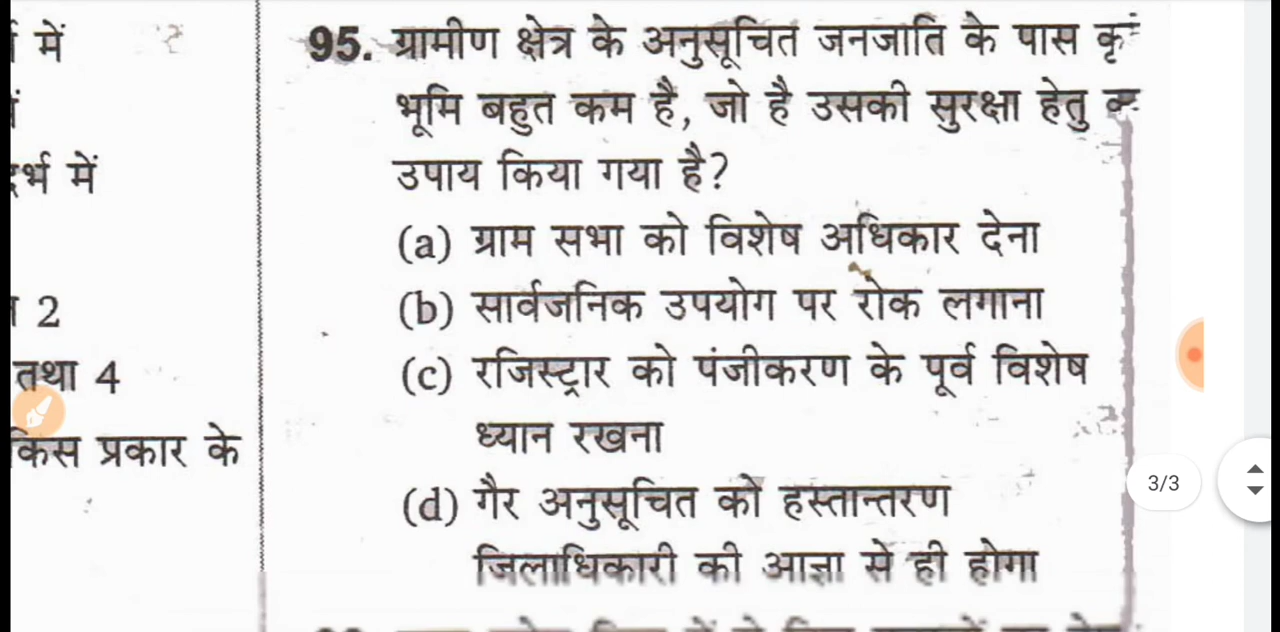 में
र्भ में
2
तथा 4
किस प्रकार के
95. ग्रामीण क्षेत्र के अनुसूचित जनजाति के पास
भूमि बहुत कम है, जो है उसकी सुरक्षा हेतु
उपाय किया गया है?
(a) ग्राम सभा को विशेष अधिकार देना
(b) सार्वजनिक उपयोग पर रोक लगाना
(c) रजिस्ट्रार को पंजीकरण के पूर्व विशेष
ध्यान रखना
(d) गैर अनुसूचित को हस्तान्तरण
जिलाधिकारी की आज्ञा से ही होगा
3/3